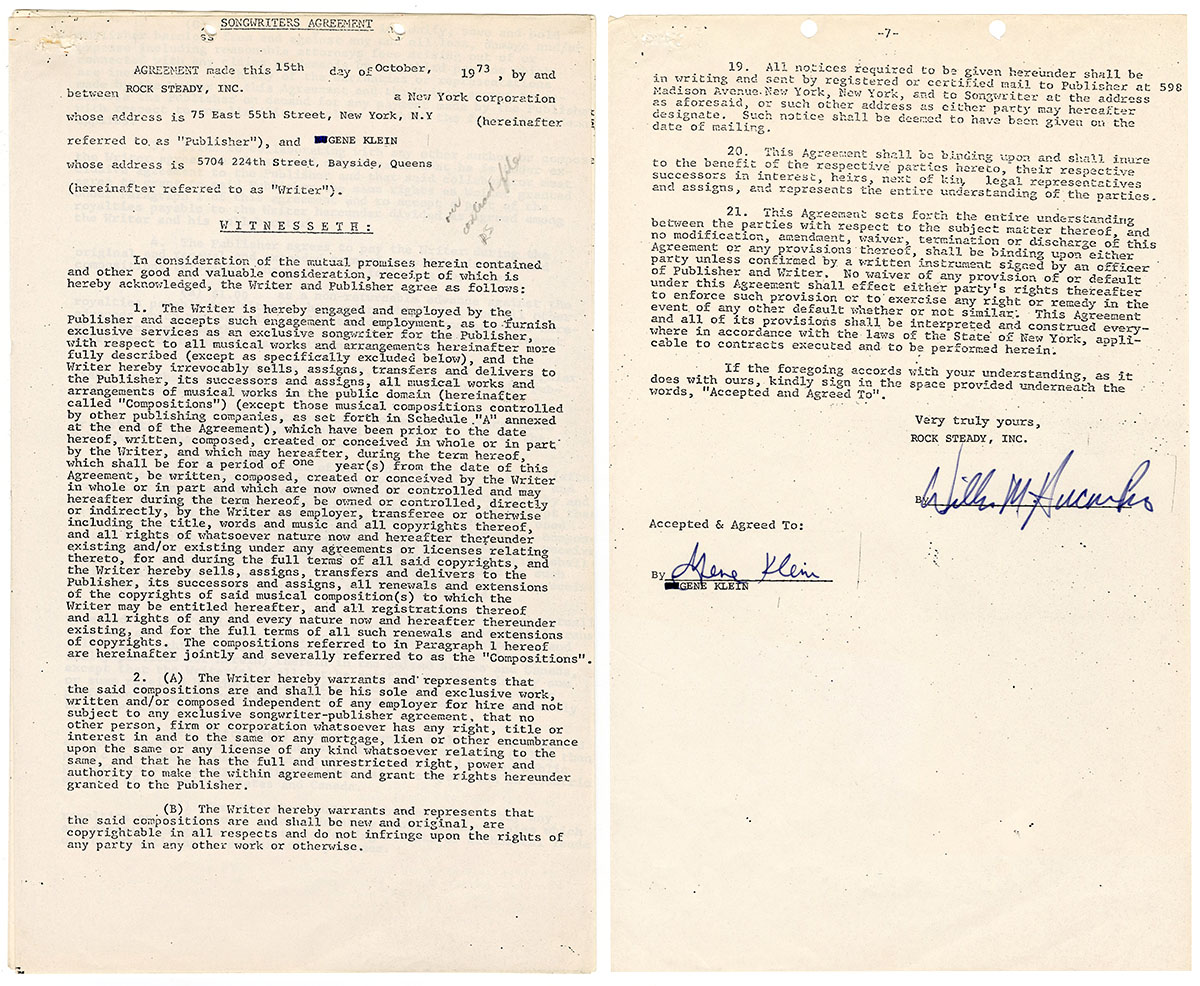 SONGWRITERS AGREEMENT
AGREEMENT made this 15th day of October, 1973, by and
between ROCK STEADY, INC. a New York corporation
whose address is 75 East 55th Street, New York, N.Y (hereinafter
referred to as "Publisher"), and GENE KLEIN
whose address is 5704 224th Street, Bayside, Queens
(hereinafter referred to as "Writer").
our
contract file
W I T N E S S E T H :
In consideration of the mutual promises herein contained
and other good and valuable consideration, receipt of which is
hereby acknowledged, the Writer and Publisher agree as follows:
1. The Writer is hereby engaged and employed by the
Publisher and accepts such engagement and employment, as to furnish
exclusive services as an exclusive songwriter for the Publisher,
with respect to all musical works and arrangements hereinafter more
fully described (except as specifically excluded below), and the
Writer hereby irrevocably sells, assigns, transfers and delivers to
the Publisher, its successors and assigns, all musical works and
arrangements of musical works in the public domain (hereinafter
called "Compositions") (except those musical compositions controlled
by other publishing companies, as set forth in Schedule "A" annexed
at the end of the Agreement), which have been prior to the date
hereof, written, composed, created or conceived in whole or in part
by the Writer, and which may hereafter, during the term hereof,
which shall be for a period of one year(s) from the date of this
Agreement, be written, composed, created or conceived by the Writer
in whole or in part and which are now owned or controlled and may
hereafter during the term hereof, be owned or controlled, directly
or indirectly, by the Writer as employer, transferee or otherwise
including the title, words and music and all copyrights thereof,
and all rights of whatsoever nature now and hereafter thereunder
existing and/or existing under any agreements or licenses relating
thereto, for and during the full terms of all said copyrights, and
the Writer hereby sells, assigns, transfers and delivers to the
Publisher, its successors and assigns, all renewals and extensions
of the copyrights of said musical composition(s) to which the
Writer may be entitled hereafter, and all registrations thereof
and all rights of any and every nature now and hereafter thereunder
existing, and for the full terms of all such renewals and extensions
of copyrights. The compositions referred to in Paragraph 1 hereof
are hereinafter jointly and severally referred to as the "Compositions".
2. (A) The Writer hereby warrants and represents that
the said compositions are and shall be his sole and exclusive work,
written and/or composed independent of any employer for hire and not
subject to any exclusive songwriter-publisher agreement, that no
other person, firm or corporation whatsoever has any right, title or
interest in and to the same or any mortgage, lien or other encumbrance
upon the same or any license of any kind whatsoever relating to the
same, and that he has the full and unrestricted right, power and
authority to make the within agreement and grant the rights hereunder
granted to the Publisher.
(B) The Writer hereby warrants and represents that
the said compositions are and shall be new and original, are
copyrightable in all respects and do not infringe upon the rights of
any party in any other work or otherwise.
-7-
19. All notices required to be given hereunder shall be
in writing and sent by registered or certified mail to Publisher at 598
Madison Avenue New York, New York, and to Songwriter at the address
as aforesaid, or such other address as either party may hereafter
designate. Such notice shall be deemed to have been given on the
date of mailing.
20. This Agreement shall be binding upon and shall inure
to the benefit of the respective parties hereto, their respective
successors in interest, heirs, next of kin, legal representatives
and assigns, and represents the entire understanding of the parties.
21. This Agreement sets forth the entire understanding
between the parties with respect to the subject matter thereof, and
no modification, amendment, waiver, termination or discharge of this
Agreement or any provisions thereof, shall be binding upon either
party unless confirmed by a written instrument signed by an officer
of Publisher and Writer. No waiver of any provision of or default
under this Agreement shall effect either party's rights thereafter
to enforce such provision or to exercise any right or remedy in the
event of any other default whether or not similar. This Agreement
and all of its provisions shall be interpreted and construed every-
where in accordance with the laws of the State of New York, appli-
cable to contracts executed and to be performed herein.
If the foregoing accords with your understanding, as it
does with ours, kindly sign in the space provided underneath the
words, "Accepted and Agreed To".
Very truly yours,
ROCK STEADY, INC.
By
Accepted & Agreed To:
By Gene Klein
GENE KLEIN